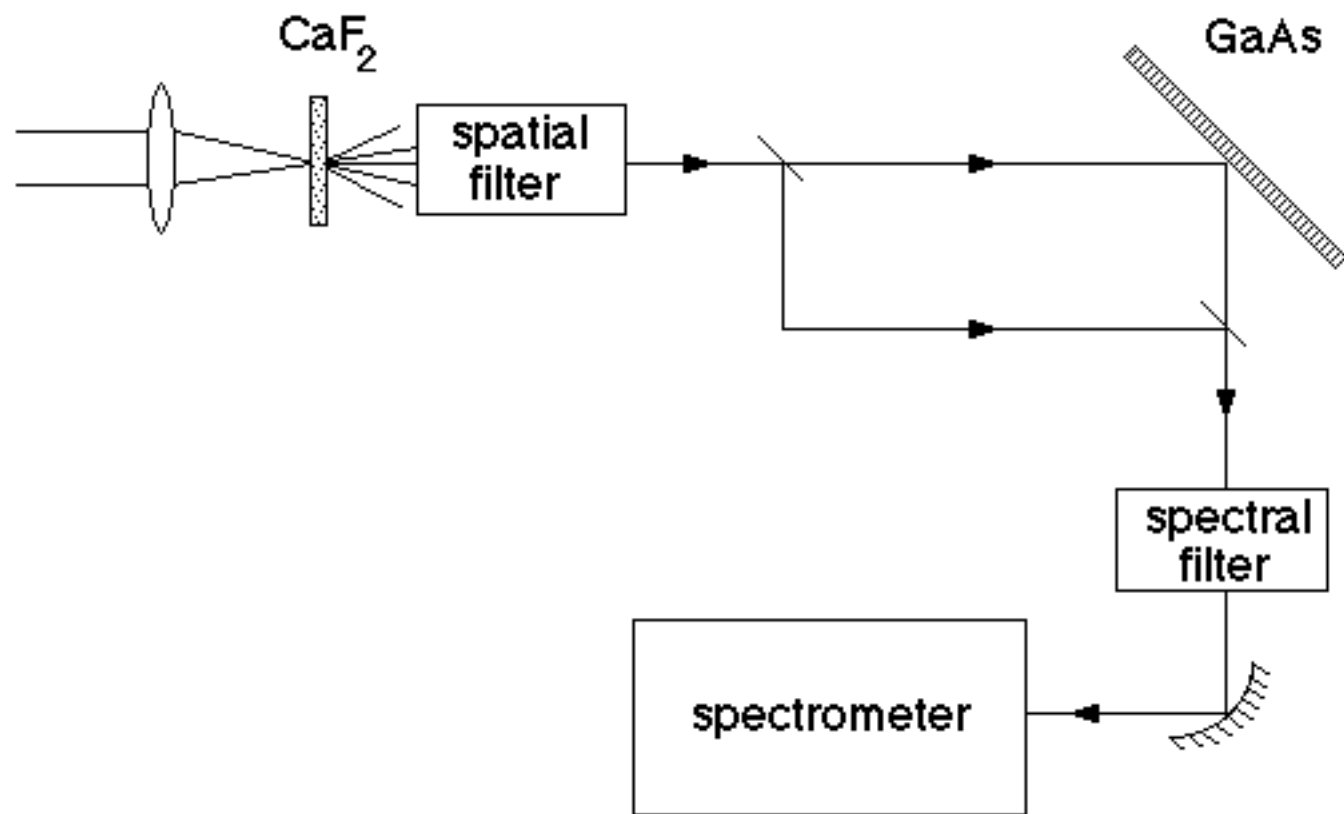 CaF2
GaAs
spatial
filter
spectral
filter
spectrometer